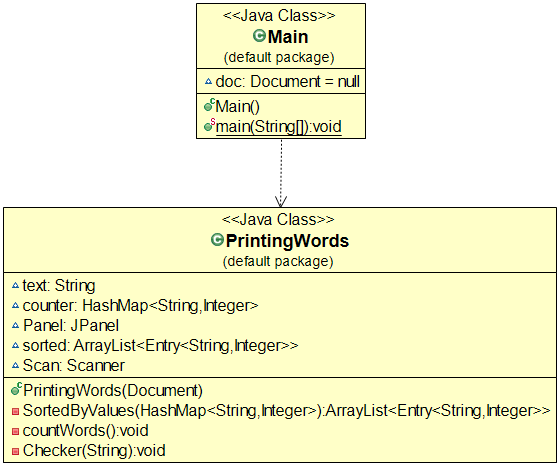 <<Java Class>>
Main
(default package)
doc: Document = null
Main()
main(String[]):void
<<Java Class>>
PrintingWords
(default package)
text: String
counter: HashMap<String,Integer>
Panel: JPanel
sorted: ArrayList<Entry<String,Integer>>
Scan: Scanner
PrintingWords(Document)
SortedByValues(HashMap<String,Integer>):ArrayList<Entry<String,Integer>>
countWords():void
Checker(String):void